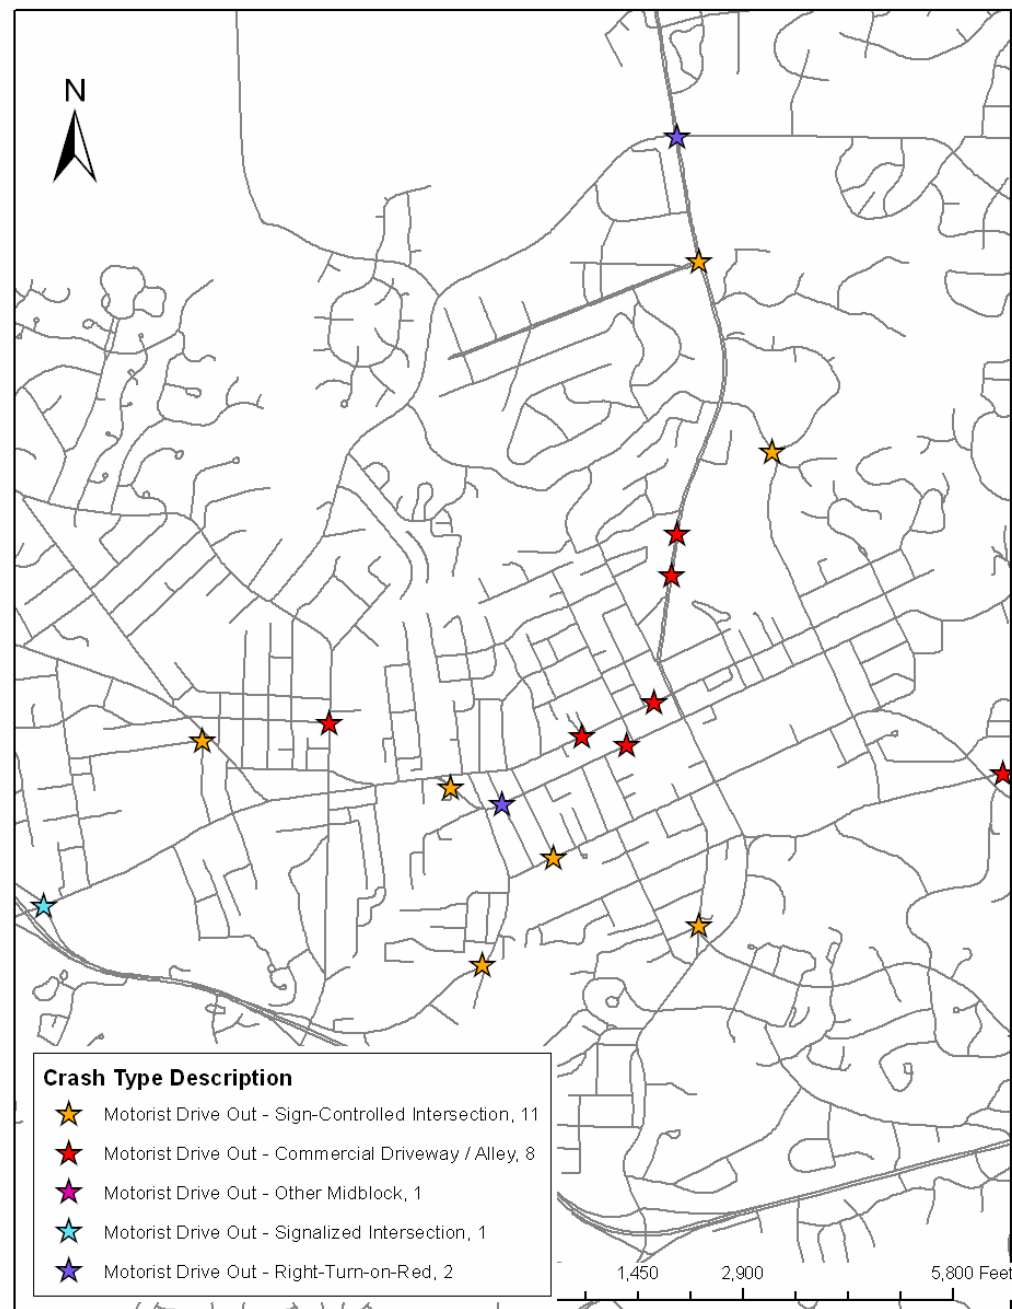 N
Crash Type Description
Motorist Drive Out - Sign-Controlled Intersection, 11
Motorist Drive Out - Commercial Driveway / Alley, 8
Motorist Drive Out - Other Midblock, 1
Motorist Drive Out - Signalized Intersection, 1
Motorist Drive Out - Right-Turn-on-Red, 2
1,450 2,900 5,800 Feet